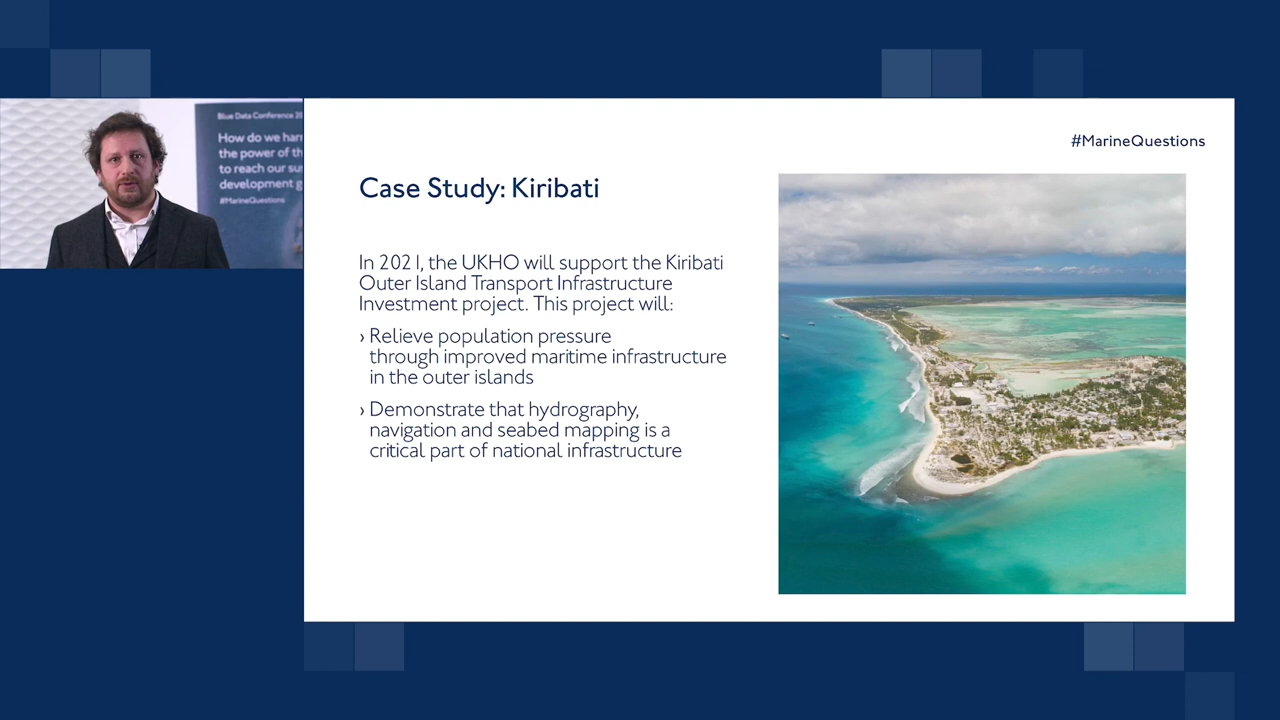 Blue Data Conference
How do we
the power of
to reach our
development
#MarineQuestions
#MarineQuestions
Case Study: Kiribati
In 2021, the UKHO will support the Kiribati
Outer Island Transport Infrastructure
Investment project. This project will:
› Relieve population pressure
through improved maritime infrastructure
in the outer islands
› Demonstrate that hydrography,
navigation and seabed mapping is a
critical part of national infrastructure